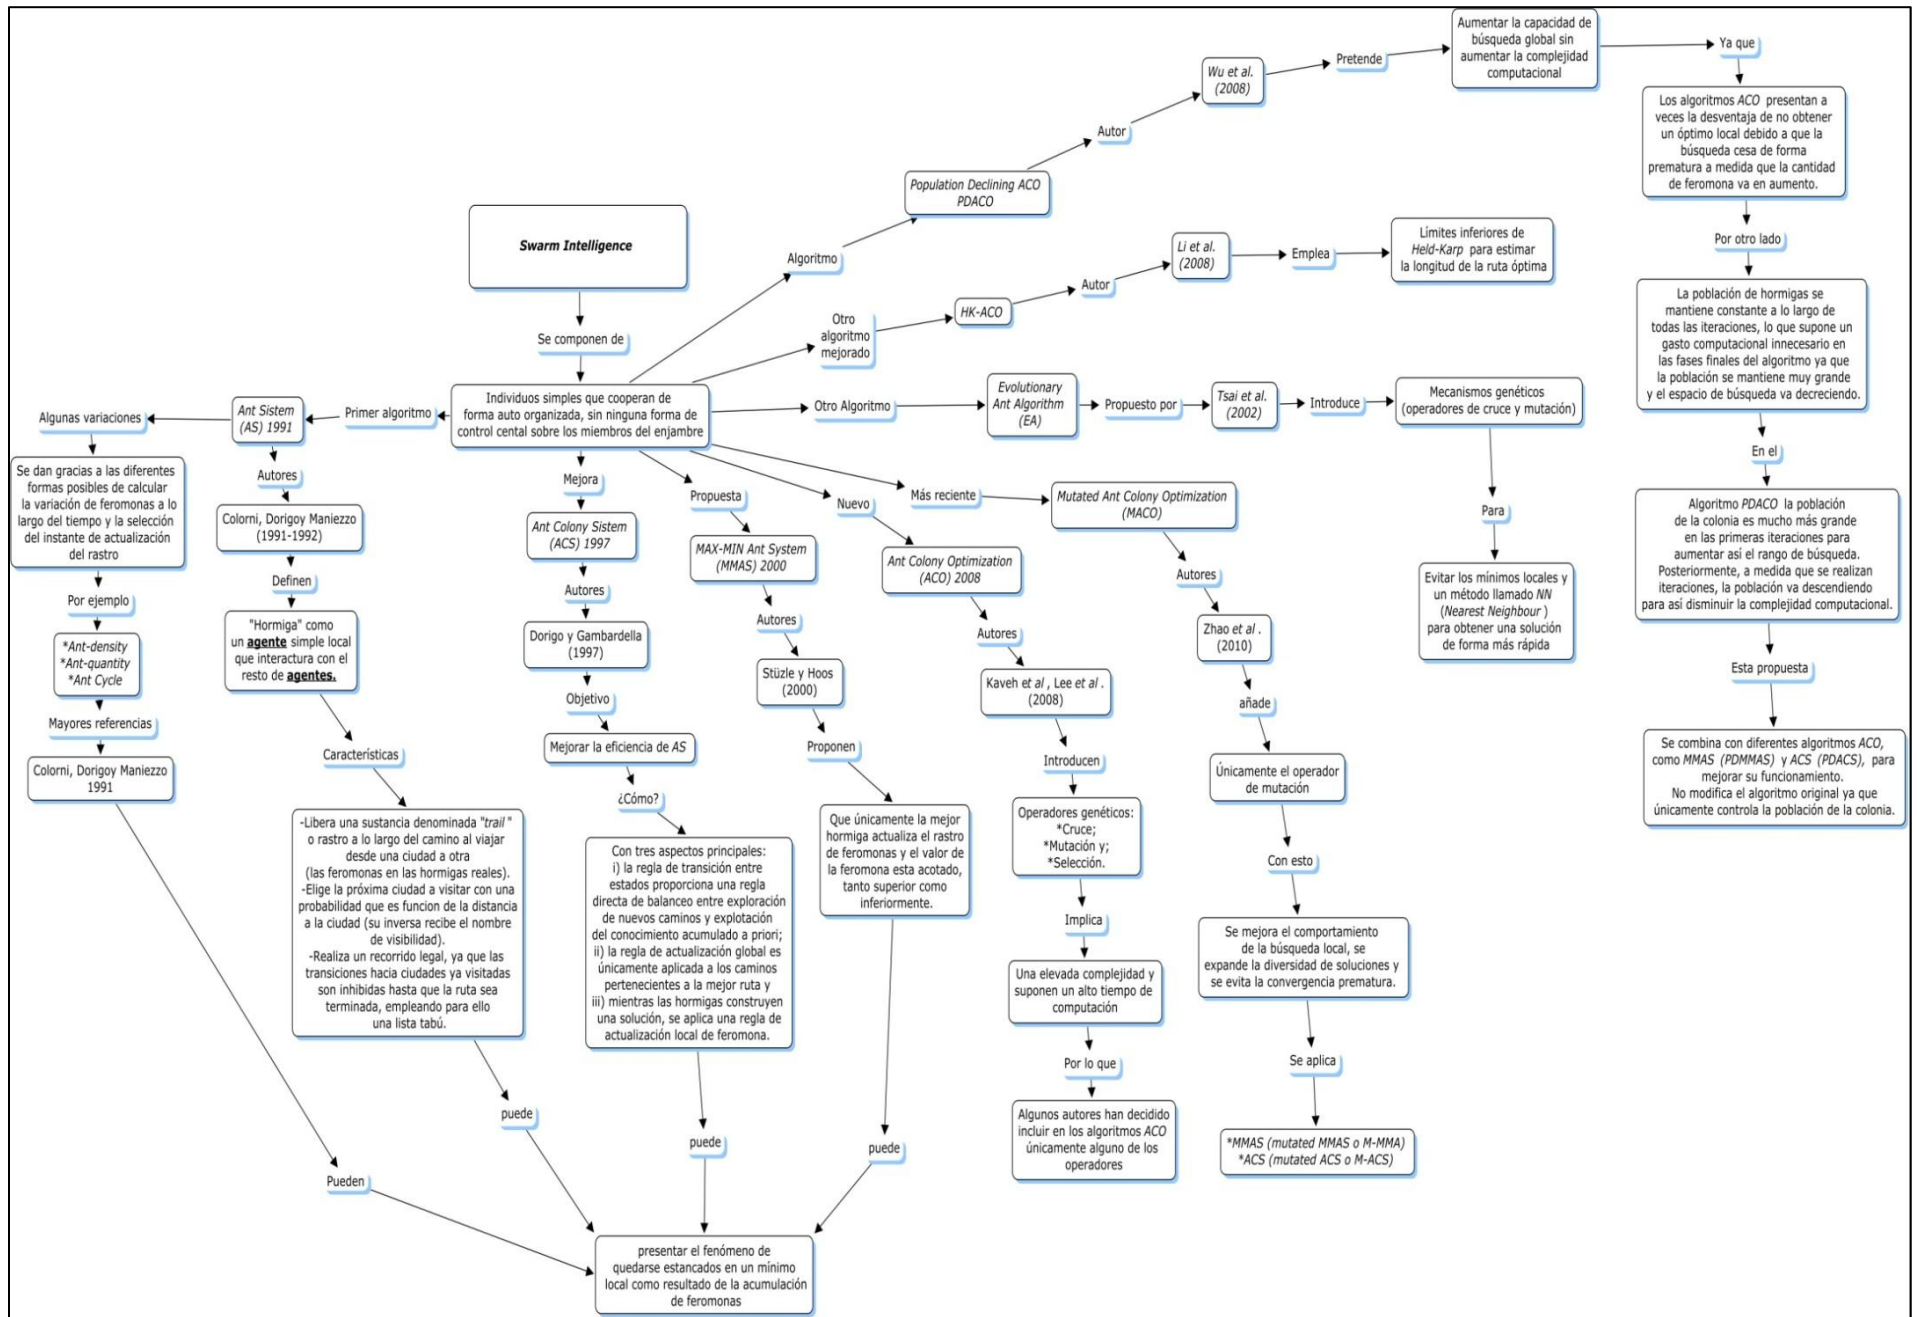 Swarm Intelligence
Se componen de
Individuos simples que cooperan de
forma auto organizada, sin ninguna forma de
control cental sobre los miembros del enjambre
Algoritmo
Population Declining ACO
PDACO
Autor
Wu et al.
(2008)
Pretende
Aumentar la capacidad de
búsqueda global sin
aumentar la complejidad
computacional
Ya que
Los algoritmos ACO presentan a
veces la desventaja de no obtener
un óptimo local debido a que la
búsqueda cesa de forma
prematura a medida que la cantidad
de feromona va en aumento.
Por otro lado
La población de hormigas se
mantiene constante a lo largo de
todas las iteraciones, lo que supone un
gasto computacional innecesario en
las fases finales del algoritmo ya que
la población se mantiene muy grande
y el espacio de búsqueda va decreciendo.
En el
Algoritmo PDACO la población
de la colonia es mucho más grande
en las primeras iteraciones para
aumentar así el rango de búsqueda.
Posteriormente, a medida que se realizan
iteraciones, la población va descendiendo
para así disminuir la complejidad computacional.
Esta propuesta
Se combina con diferentes algoritmos ACO,
como MMAS (PDMMAS) y ACS (PDACS), para
mejorar su funcionamiento.
No modifica el algoritmo original ya que
únicamente controla la población de la colonia.
Otro
algoritmo
mejorado
HK-ACO
Autor
Li et al.
(2008)
Emplea
Límites inferiores de
Held-Karp para estimar
la longitud de la ruta óptima
Otro Algoritmo
Evolutionary
Ant Algorithm
(EA)
Propuesto por
Tsai et al.
(2002)
Introduce
Mecanismos genéticos
(operadores de cruce y mutación)
Para
Evitar los mínimos locales y
un método llamado NN
(Nearest Neighbour )
para obtener una solución
de forma más rápida
Primer algoritmo
Ant Sistem
(AS) 1991
Algunas variaciones
Se dan gracias a las diferentes
formas posibles de calcular
la variación de feromonas a lo
largo del tiempo y la selección
del instante de actualización
del rastro
Por ejemplo
*Ant-density
*Ant-quantity
*Ant Cycle
Mayores referencias
Colorni, Dorigoy Maniezzo
1991
Pueden
Autores
Colorni, Dorigoy Maniezzo
(1991-1992)
Definen
"Hormiga" como
un agente simple local
que interactura con el
resto de agentes.
Características
-Libera una sustancia denominada "trail "
o rastro a lo largo del camino al viajar
desde una ciudad a otra
(las feromonas en las hormigas reales).
-Elige la próxima ciudad a visitar con una
probabilidad que es funcion de la distancia
a la ciudad (su inversa recibe el nombre
de visibilidad).
-Realiza un recorrido legal, ya que las
transiciones hacia ciudades ya visitadas
son inhibidas hasta que la ruta sea
terminada, empleando para ello
una lista tabú.
puede
Mejora
Ant Colony Sistem
(ACS) 1997
Autores
Dorigo y Gambardella
(1997)
Objetivo
Mejorar la eficiencia de AS
¿Cómo?
Con tres aspectos principales:
i) la regla de transición entre
estados proporciona una regla
directa de balanceo entre exploración
de nuevos caminos y explotación
del conocimiento acumulado a priori;
ii) la regla de actualización global es
únicamente aplicada a los caminos
pertenecientes a la mejor ruta y
iii) mientras las hormigas construyen
una solución, se aplica una regla de
actualización local de feromona.
puede
Propuesta
MAX-MIN Ant System
(MMAS) 2000
Autores
Stüzle y Hoos
(2000)
Proponen
Que únicamente la mejor
hormiga actualiza el rastro
de feromonas y el valor de
la feromona esta acotado,
tanto superior como
inferiormente.
puede
presentar el fenómeno de
quedarse estancados en un mínimo
local como resultado de la acumulación
de feromonas
Nuevo
Ant Colony Optimization
(ACO) 2008
Autores
Kaveh et al , Lee et al .
(2008)
Introducen
Operadores genéticos:
*Cruce;
*Mutación y;
*Selección.
Implica
Una elevada complejidad y
suponen un alto tiempo de
computación
Por lo que
Algunos autores han decidido
incluir en los algoritmos ACO
únicamente alguno de los
operadores
Más reciente
Mutated Ant Colony Optimization
(MACO)
Autores
Zhao et al .
(2010)
añade
Únicamente el operador
de mutación
Con esto
Se mejora el comportamiento
de la búsqueda local, se
expande la diversidad de soluciones y
se evita la convergencia prematura.
Se aplica
*MMAS (mutated MMAS o M-MMA)
*ACS (mutated ACS o M-ACS)